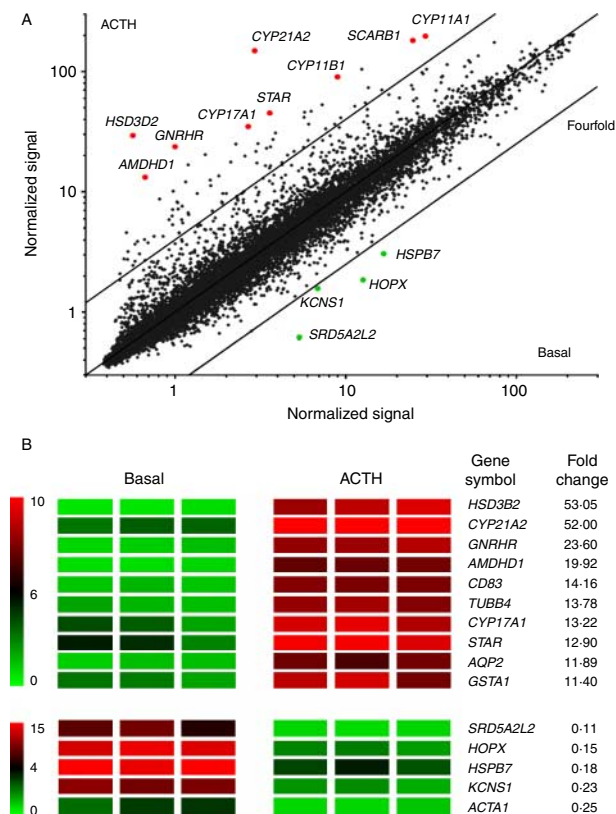 A
ACTH
CYP21A2
SCARB1
CYP11A1
CYP11B1
STAR
CYP17A1
HSD3D2
GNRHR
AMDHD1
Fourfold
HSPB7
HOPX
KCNS1
SRD5A2L2
Basal
Normalized signal
100
10
1
1
10
100
Normalized signal
B
Basal
ACTH
Gene symbol
Fold change
10
6
0
HSD3B2 53·05
CYP21A2 52·00
GNRHR 23·60
AMDHD1 19·92
CD83 14·16
TUBB4 13·78
CYP17A1 13·22
STAR 12·90
AQP2 11·89
GSTA1 11·40
15
4
0
SRD5A2L2 0·11
HOPX 0·15
HSPB7 0·18
KCNS1 0·23
ACTA1 0·25